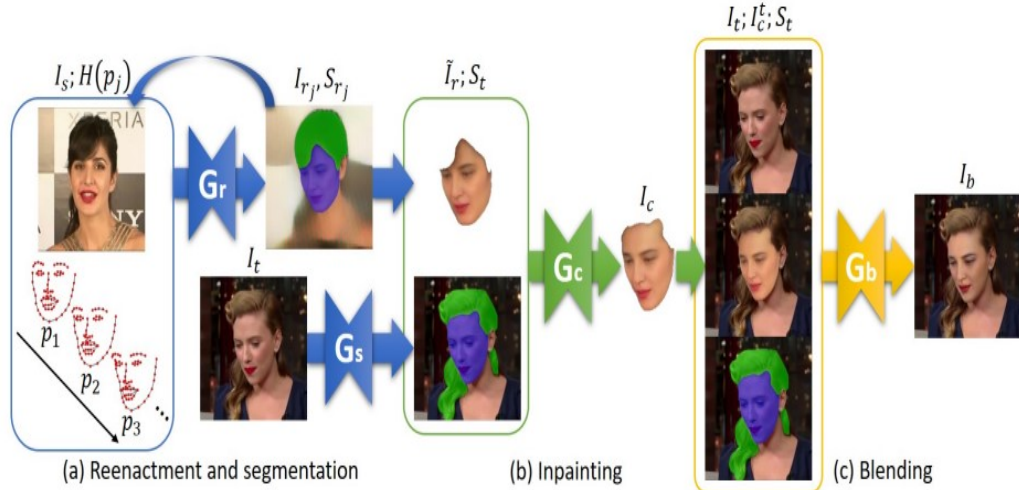 I_t; I_c^t; S_t
I_s; H(p_j)
I_{r_j}, S_{r_j}
Ĩ_r; S_t
XPERIA
G_r
I_c
I_b
I_t
G_c
G_b
p_1
G_s
p_2
p_3
...
(a) Reenactment and segmentation
(b) Inpainting
(c) Blending